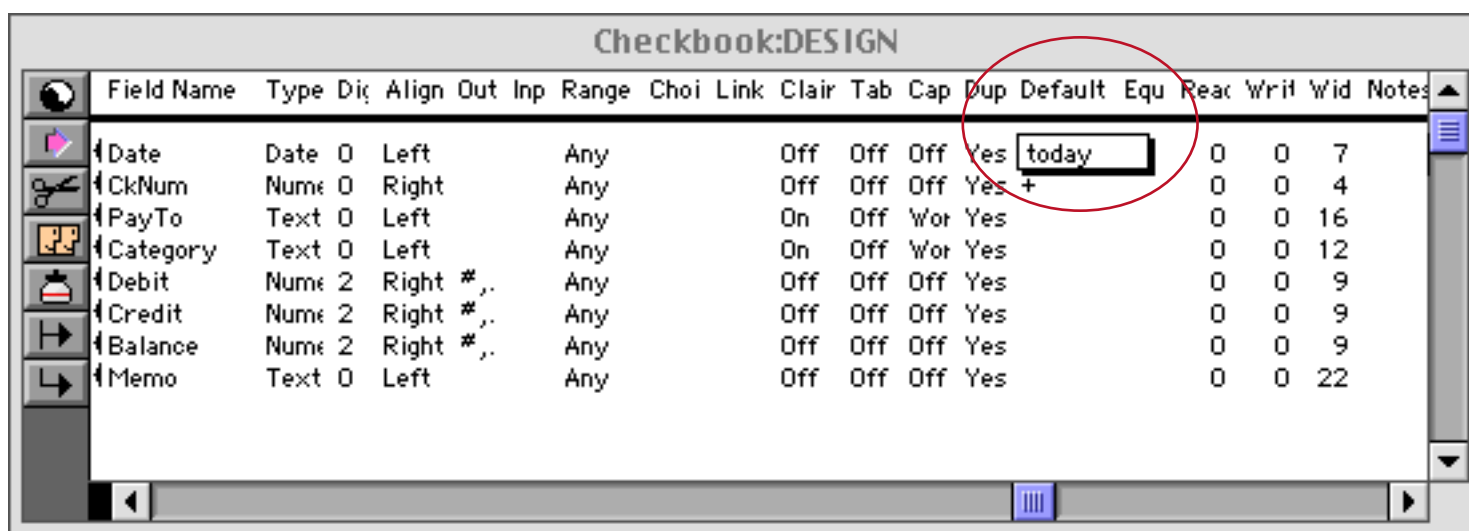 Checkbook:DESIGN
Field Name Type Dig Align Out Inp Range Choi Link Clair Tab Cap Dup Default Equ Read Writ Wid Notes
Date Date 0 Left Any Off Off Off Yes today 0 0 7
CkNum Nume 0 Right Any Off Off Off Yes + 0 0 4
PayTo Text 0 Left Any On Off Wor Yes 0 0 16
Category Text 0 Left Any On Off Wor Yes 0 0 12
Debit Nume 2 Right #,. Any Off Off Off Yes 0 0 9
Credit Nume 2 Right #,. Any Off Off Off Yes 0 0 9
Balance Nume 2 Right #,. Any Off Off Off Yes 0 0 9
Memo Text 0 Left Any Off Off Off Yes 0 0 22